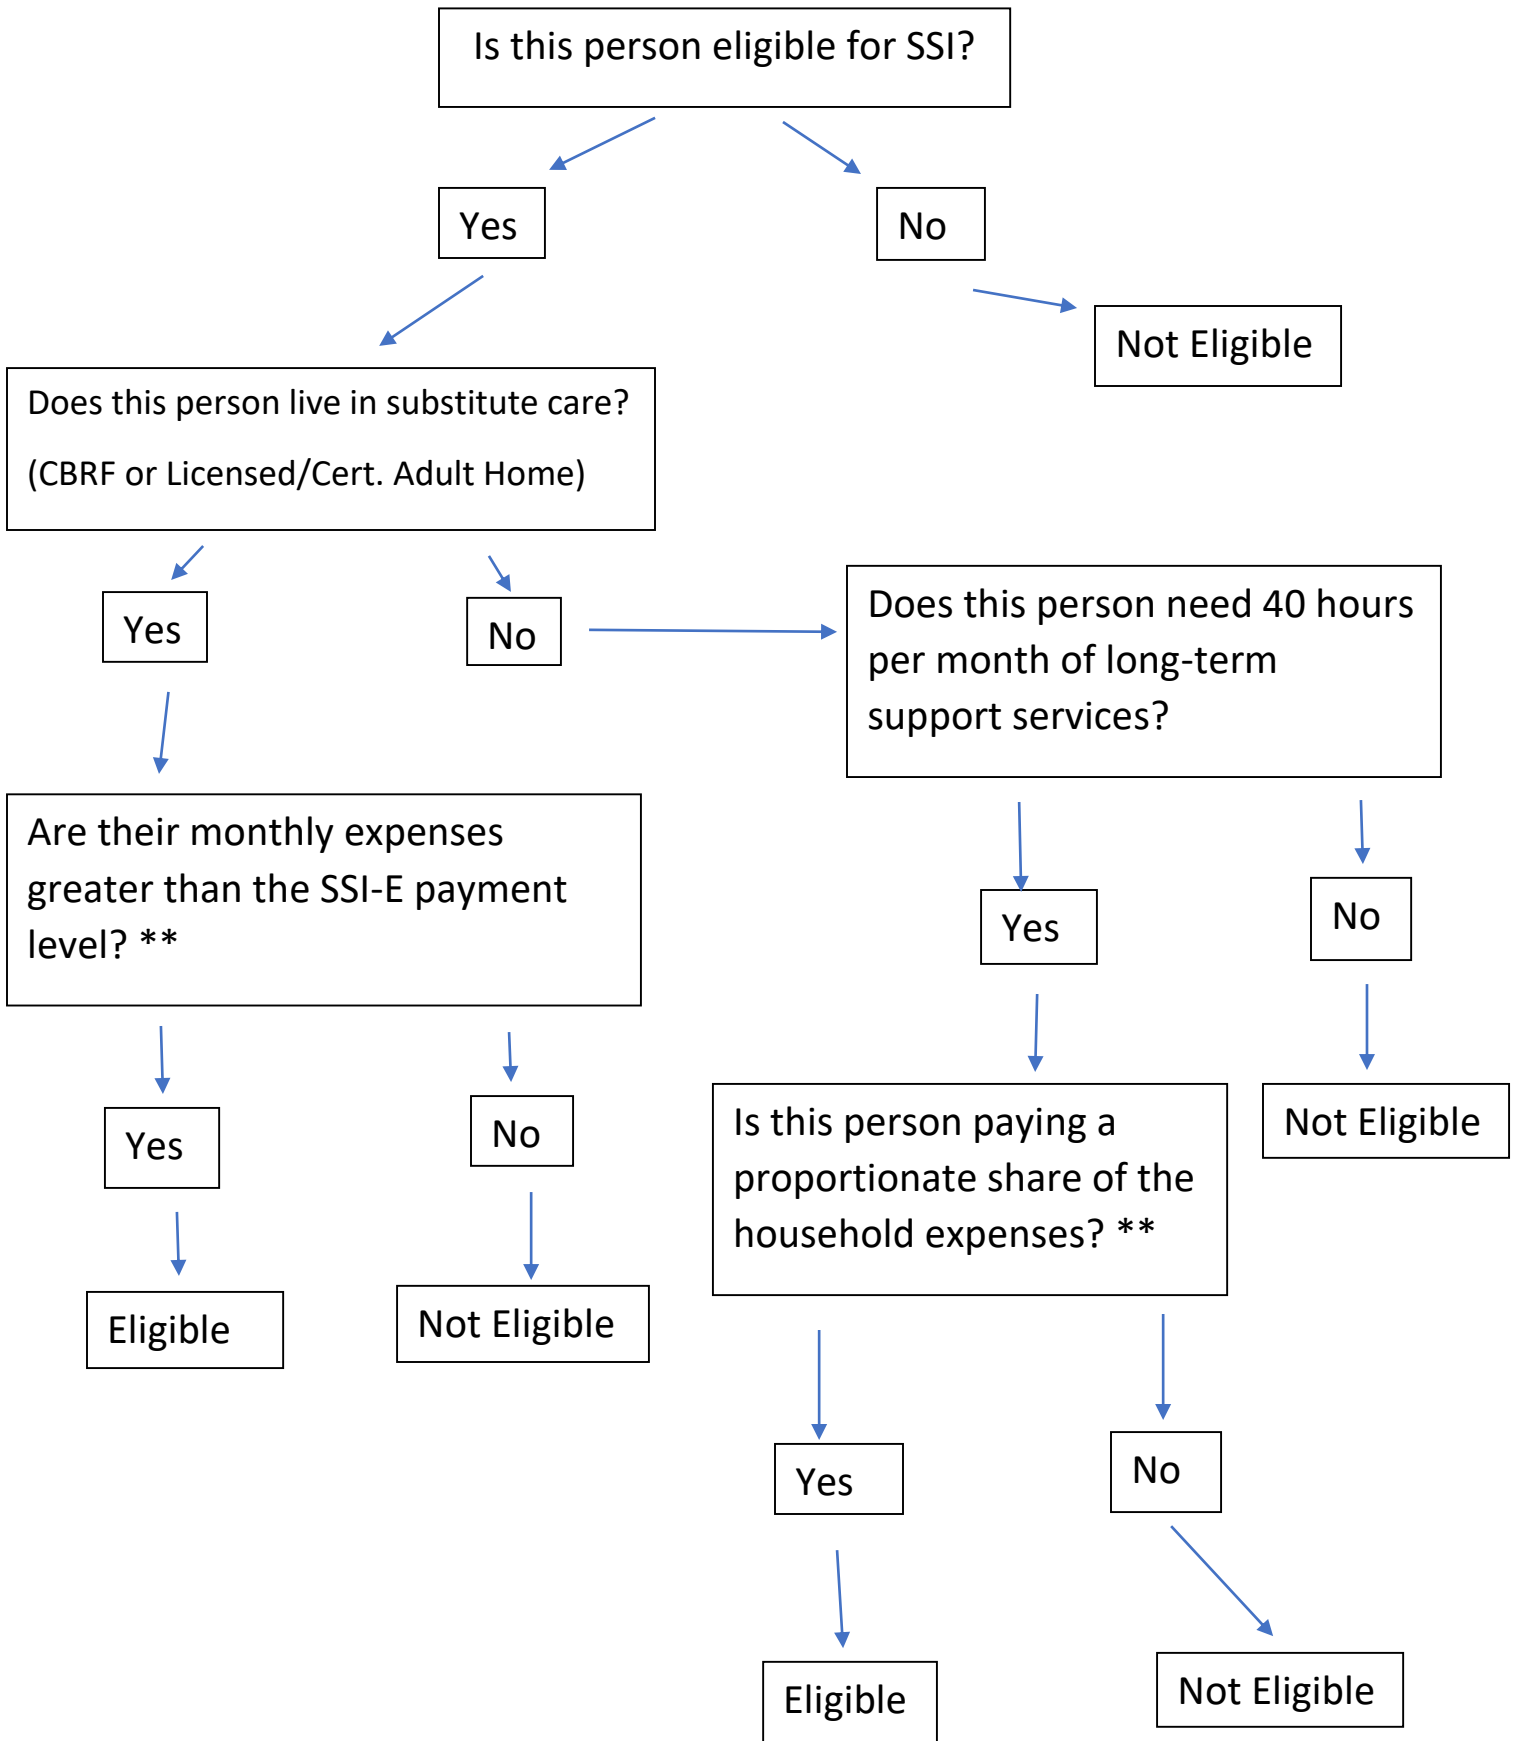 Is this person eligible for SSI?
Yes
No
Not Eligible
Does this person live in substitute care?
(CBRF or Licensed/Cert. Adult Home)
Yes
No
Does this person need 40 hours
per month of long-term
support services?
Are their monthly expenses
greater than the SSI-E payment
level? **
Yes
No
Yes
No
Is this person paying a
proportionate share of the
household expenses? **
Not Eligible
Eligible
Not Eligible
Yes
No
Eligible
Not Eligible